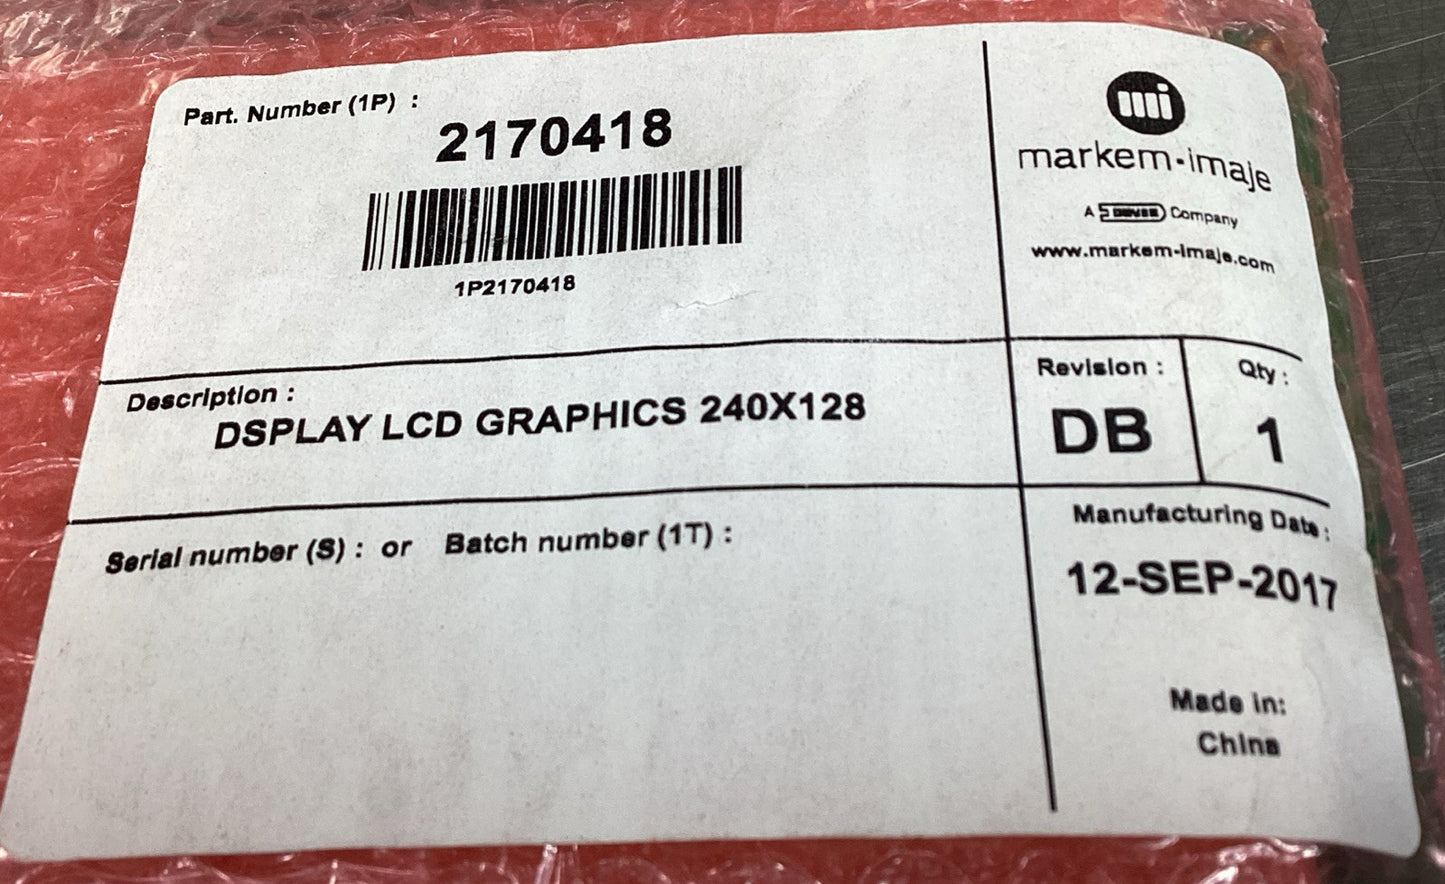 Part. Number (1P) :
2170418
1P2170418
markem-imaje
A DOVER Company
www.markem-imaje.com
Description :
DSPLAY LCD GRAPHICS 240X128
Revision :
DB
Qty :
1
Serial number (S) : or Batch number (1T) :
Manufacturing Date :
12-SEP-2017
Made in:
China